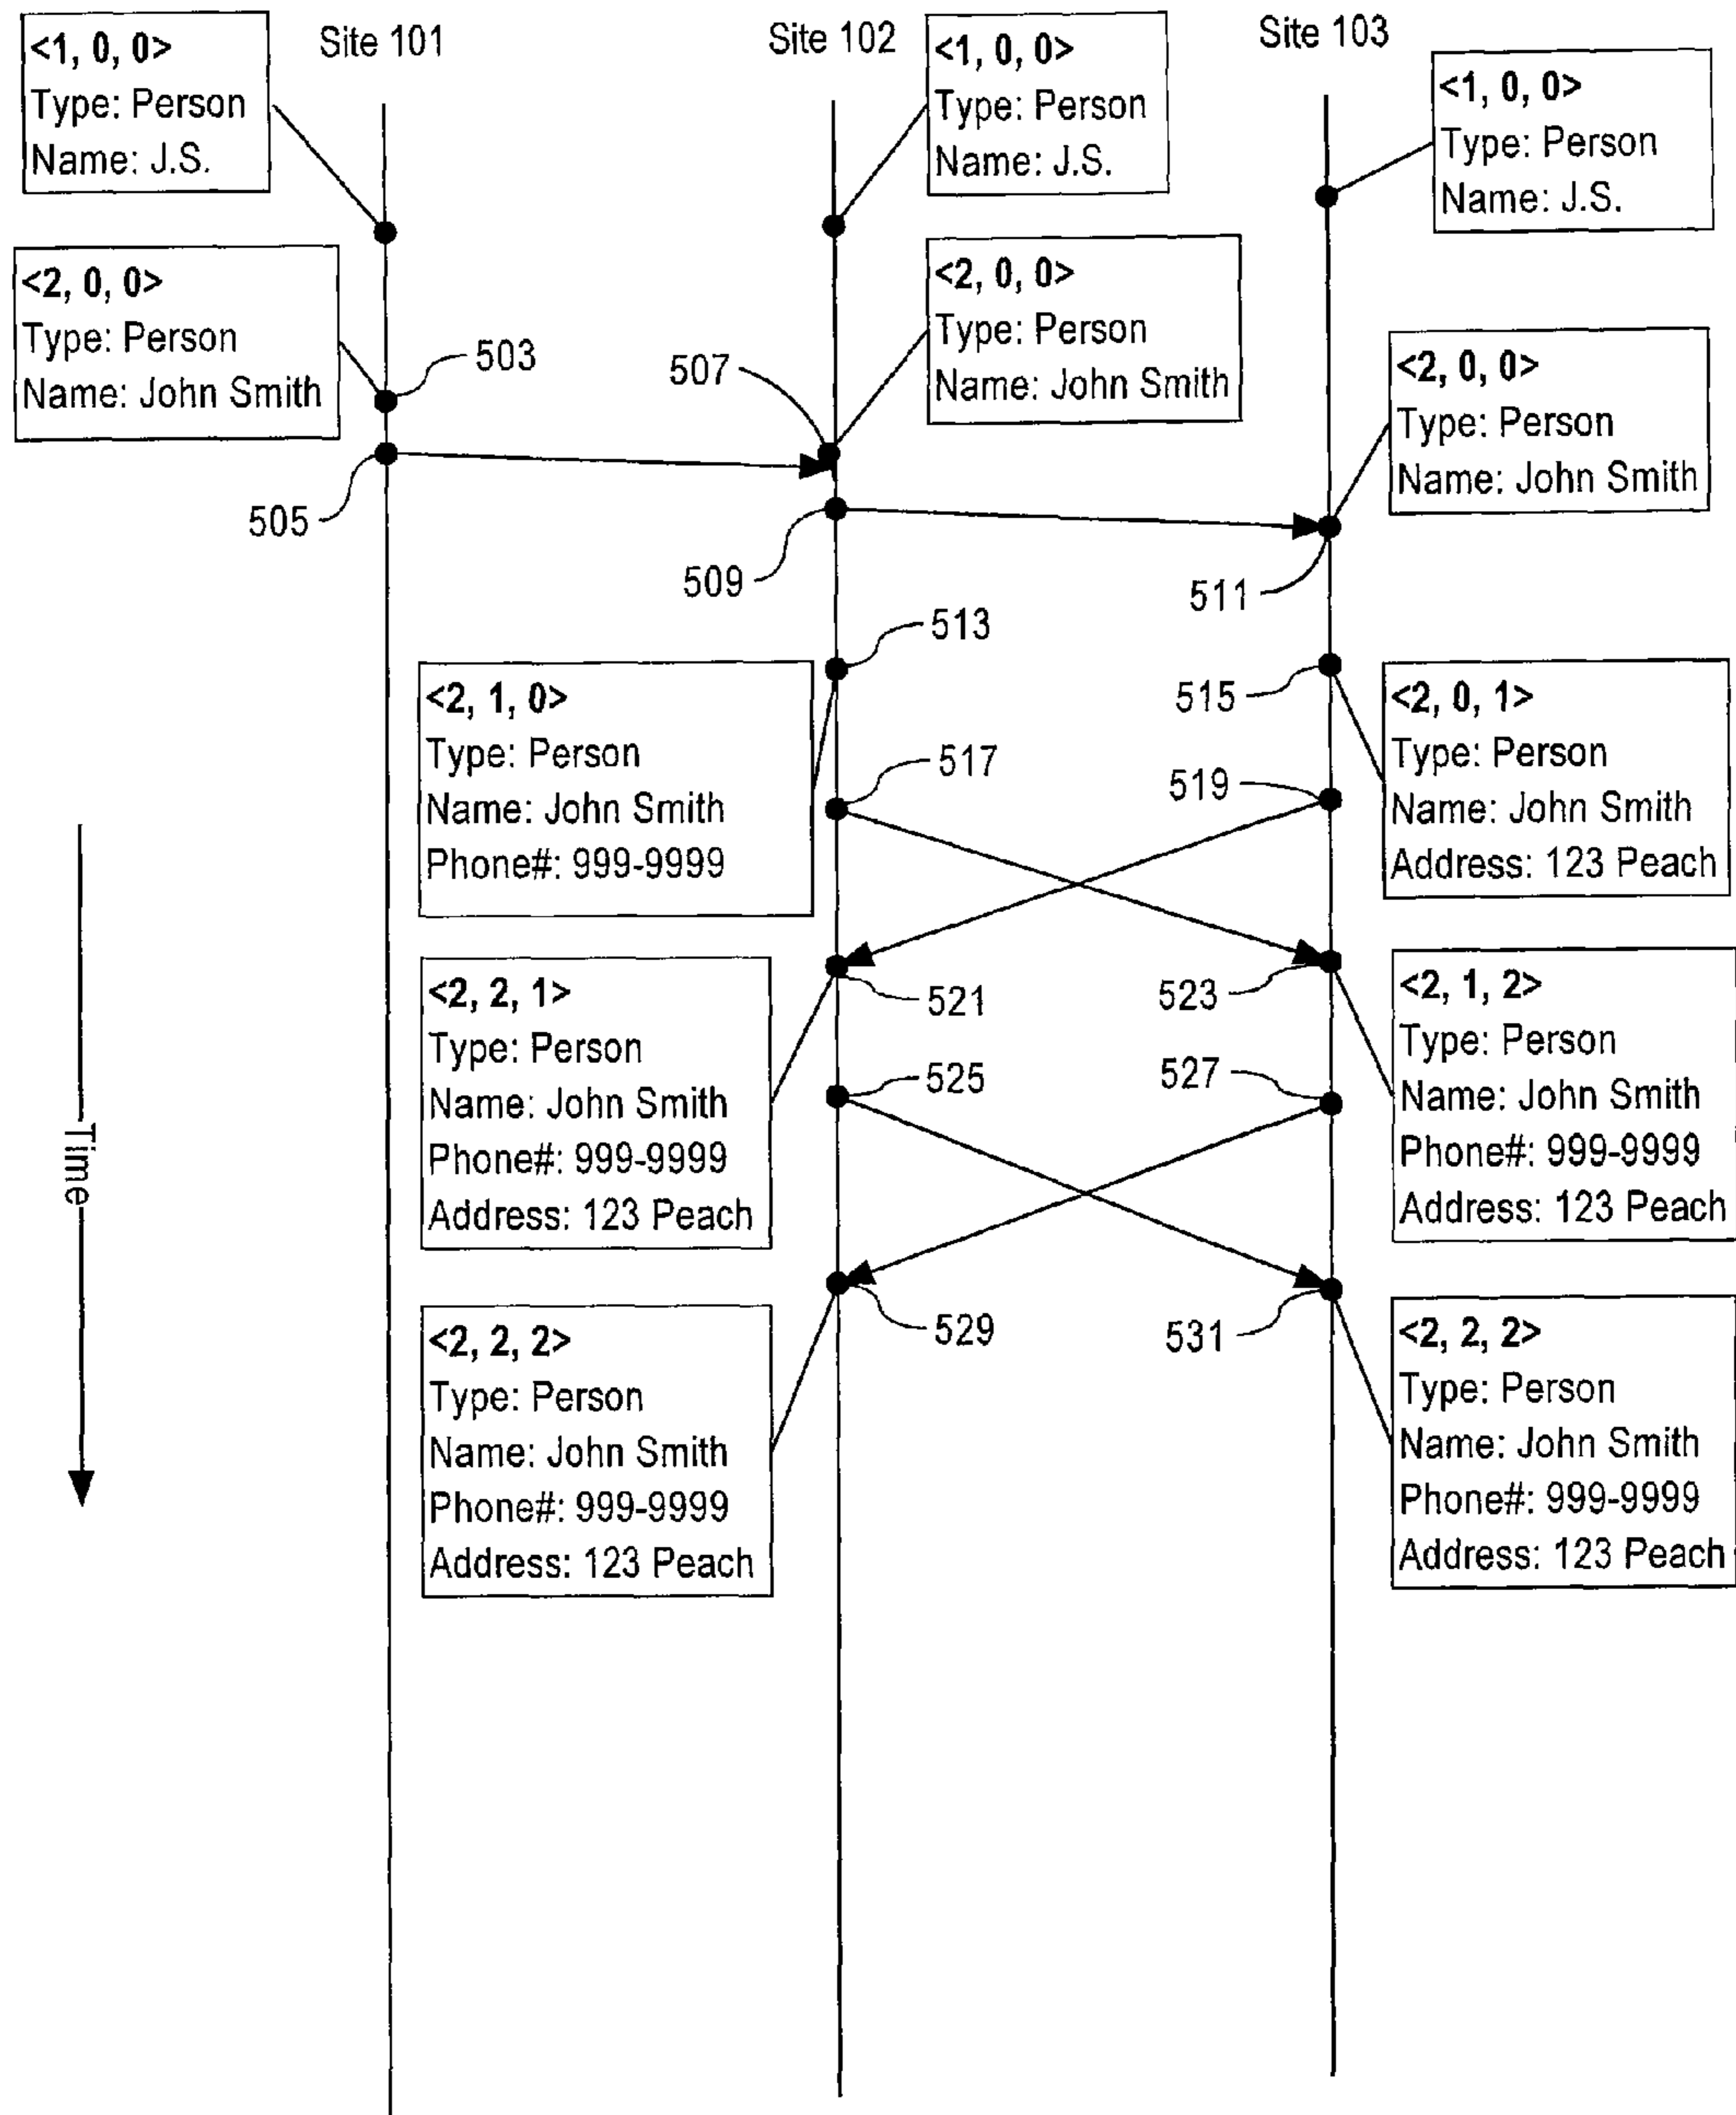 Site 101
Site 102
Site 103
<1, 0, 0>
Type: Person
Name: J.S.
<1, 0, 0>
Type: Person
Name: J.S.
<1, 0, 0>
Type: Person
Name: J.S.
<2, 0, 0>
Type: Person
Name: John Smith
503
507
<2, 0, 0>
Type: Person
Name: John Smith
<2, 0, 0>
Type: Person
Name: John Smith
505
509
511
513
515
<2, 1, 0>
Type: Person
Name: John Smith
Phone#: 999-9999
517
519
<2, 0, 1>
Type: Person
Name: John Smith
Address: 123 Peach
<2, 2, 1>
Type: Person
Name: John Smith
Phone#: 999-9999
Address: 123 Peach
521
523
<2, 1, 2>
Type: Person
Name: John Smith
Phone#: 999-9999
Address: 123 Peach
525
527
Time
<2, 2, 2>
Type: Person
Name: John Smith
Phone#: 999-9999
Address: 123 Peach
529
531
<2, 2, 2>
Type: Person
Name: John Smith
Phone#: 999-9999
Address: 123 Peach